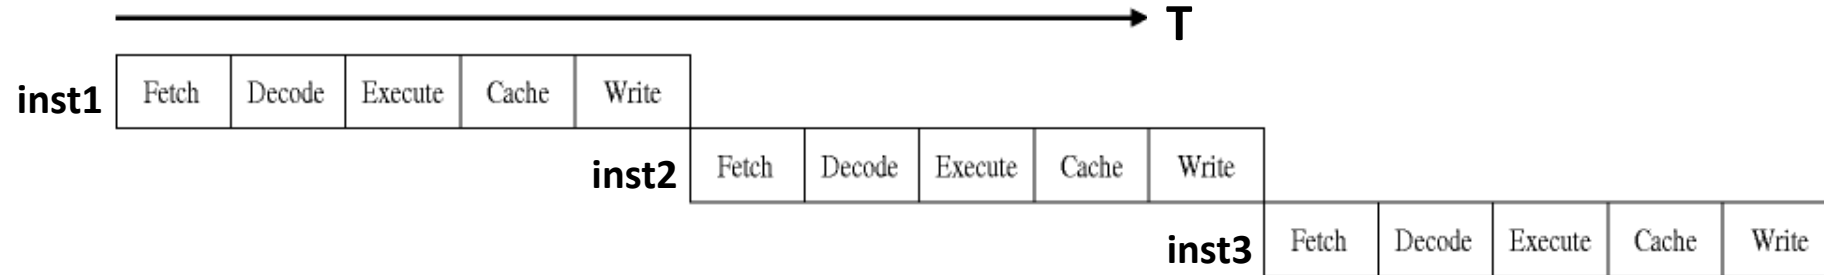 T
inst1 Fetch Decode Execute Cache Write
inst2 Fetch Decode Execute Cache Write
inst3 Fetch Decode Execute Cache Write